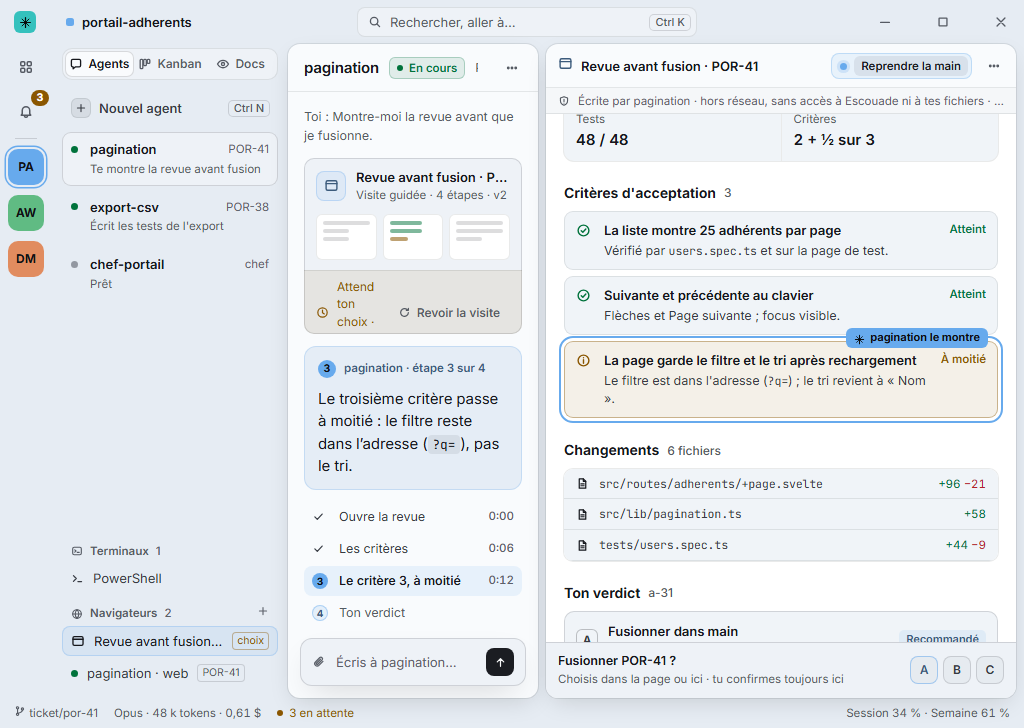 portail-adherents
Rechercher, aller à...
Ctrl K
3
PA
AW
DM
Agents
Kanban
Docs
Nouvel agent
Ctrl N
pagination
POR-41
Te montre la revue avant fusion
export-csv
POR-38
Écrit les tests de l'export
chef-portail
chef
Prêt
Terminaux 1
PowerShell
Navigateurs 2
Revue avant fusion...
choix
pagination · web
POR-41
pagination
En cours
Toi : Montre-moi la revue avant que
je fusionne.
Revue avant fusion · P...
Visite guidée · 4 étapes · v2
Attend
ton
choix ·
Revoir la visite
3 pagination · étape 3 sur 4
Le troisième critère passe
à moitié : le filtre reste
dans l'adresse ( ?q= ), pas
le tri.
Ouvre la revue 0:00
Les critères 0:06
3 Le critère 3, à moitié 0:12
4 Ton verdict
Écris à pagination...
Revue avant fusion · POR-41
Reprendre la main
Écrite par pagination · hors réseau, sans accès à Escouade ni à tes fichiers · ...
Tests
48 / 48
Critères
2 + ½ sur 3
Critères d'acceptation 3
La liste montre 25 adhérents par page
Atteint
Vérifié par users.spec.ts et sur la page de test.
Suivante et précédente au clavier
Atteint
Flèches et Page suivante ; focus visible.
pagination le montre
La page garde le filtre et le tri après rechargement
À moitié
Le filtre est dans l'adresse (?q=) ; le tri revient à « Nom
».
Changements 6 fichiers
src/routes/adherents/+page.svelte +96 −21
src/lib/pagination.ts +58
tests/users.spec.ts +44 −9
Ton verdict a-31
A
Fusionner dans main
Recommandé
Fusionner POR-41 ?
Choisis dans la page ou ici · tu confirmes toujours ici
A
B
C
ticket/por-41
Opus · 48 k tokens · 0,61 $
3 en attente
Session 34 % · Semaine 61 %